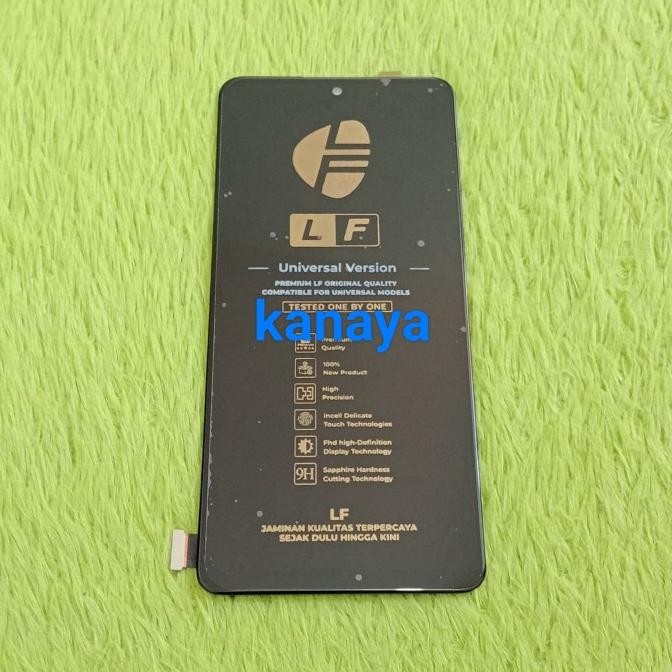 L F
Universal Version
PREMIUM LF ORIGINAL QUALITY
COMPATIBLE FOR UNIVERSAL MODELS
TESTED ONE BY ONE
kanaya
Premium
Quality
100%
New Product
High
Precision
Incell Delicate
Touch Technologies
Fhd high-Definition
Display Technology
9H
Sapphire Hardness
Cutting Technology
LF
JAMINAN KUALITAS TERPERCAYA
SEJAK DULU HINGGA KINI